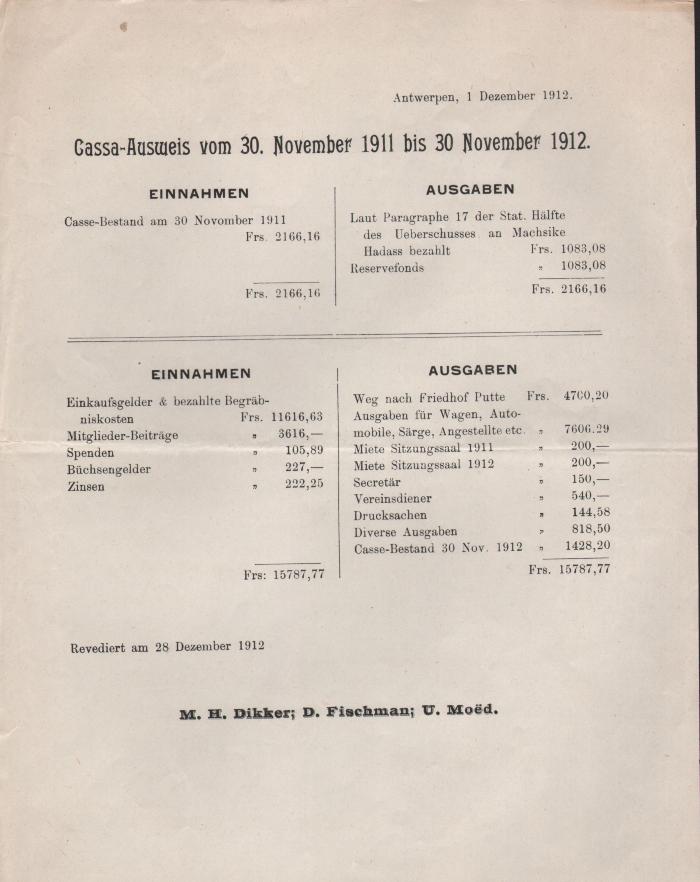 Antwerpen, 1 Dezember 1912.
Cassa-Ausweis vom 30. November 1911 bis 30 November 1912.
EINNAHMEN
Casse-Bestand am 30 Novomber 1911
Frs. 2166,16
Frs. 2166,16
AUSGABEN
Laut Paragraphe 17 der Stat. Hälfte
des Ueberschusses an Machsike
Hadass bezahlt Frs. 1083,08
Reservefonds „ 1083,08
Frs. 2166,16
EINNAHMEN
Einkaufsgelder & bezahlte Begräb-
niskosten Frs. 11616,63
Mitglieder-Beiträge „ 3616,—
Spenden „ 105,89
Büchsengelder „ 227,—
Zinsen „ 222,25
Frs: 15787,77
AUSGABEN
Weg nach Friedhof Putte Frs. 4700,20
Ausgaben für Wagen, Auto-
mobile, Särge, Angestellte etc. „ 7606.29
Miete Sitzungssaal 1911 „ 200,—
Miete Sitzungssaal 1912 „ 200,—
Secretär „ 150,—
Vereinsdiener „ 540,—
Drucksachen „ 144,58
Diverse Ausgaben „ 818,50
Casse-Bestand 30 Nov. 1912 „ 1428,20
Frs. 15787,77
Revediert am 28 Dezember 1912
M. H. Dikker; D. Fischman; U. Moëd.